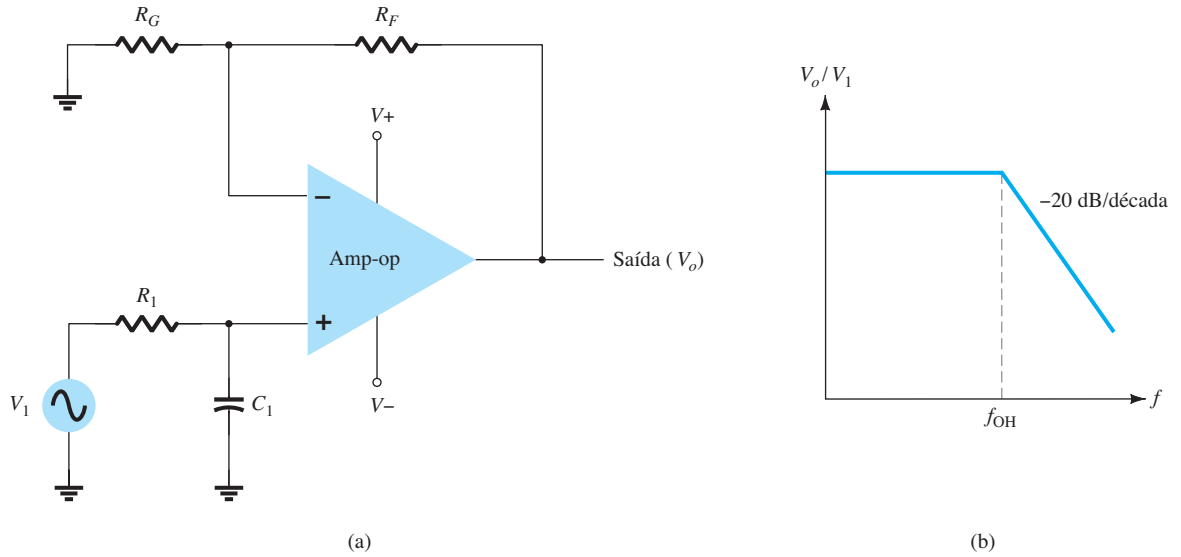 R_G
R_F
V+
−
Amp-op
Saída (V_o)
R_1
+
V_1
C_1
V−
(a)
V_o/V_1
−20 dB/década
f
f_OH
(b)